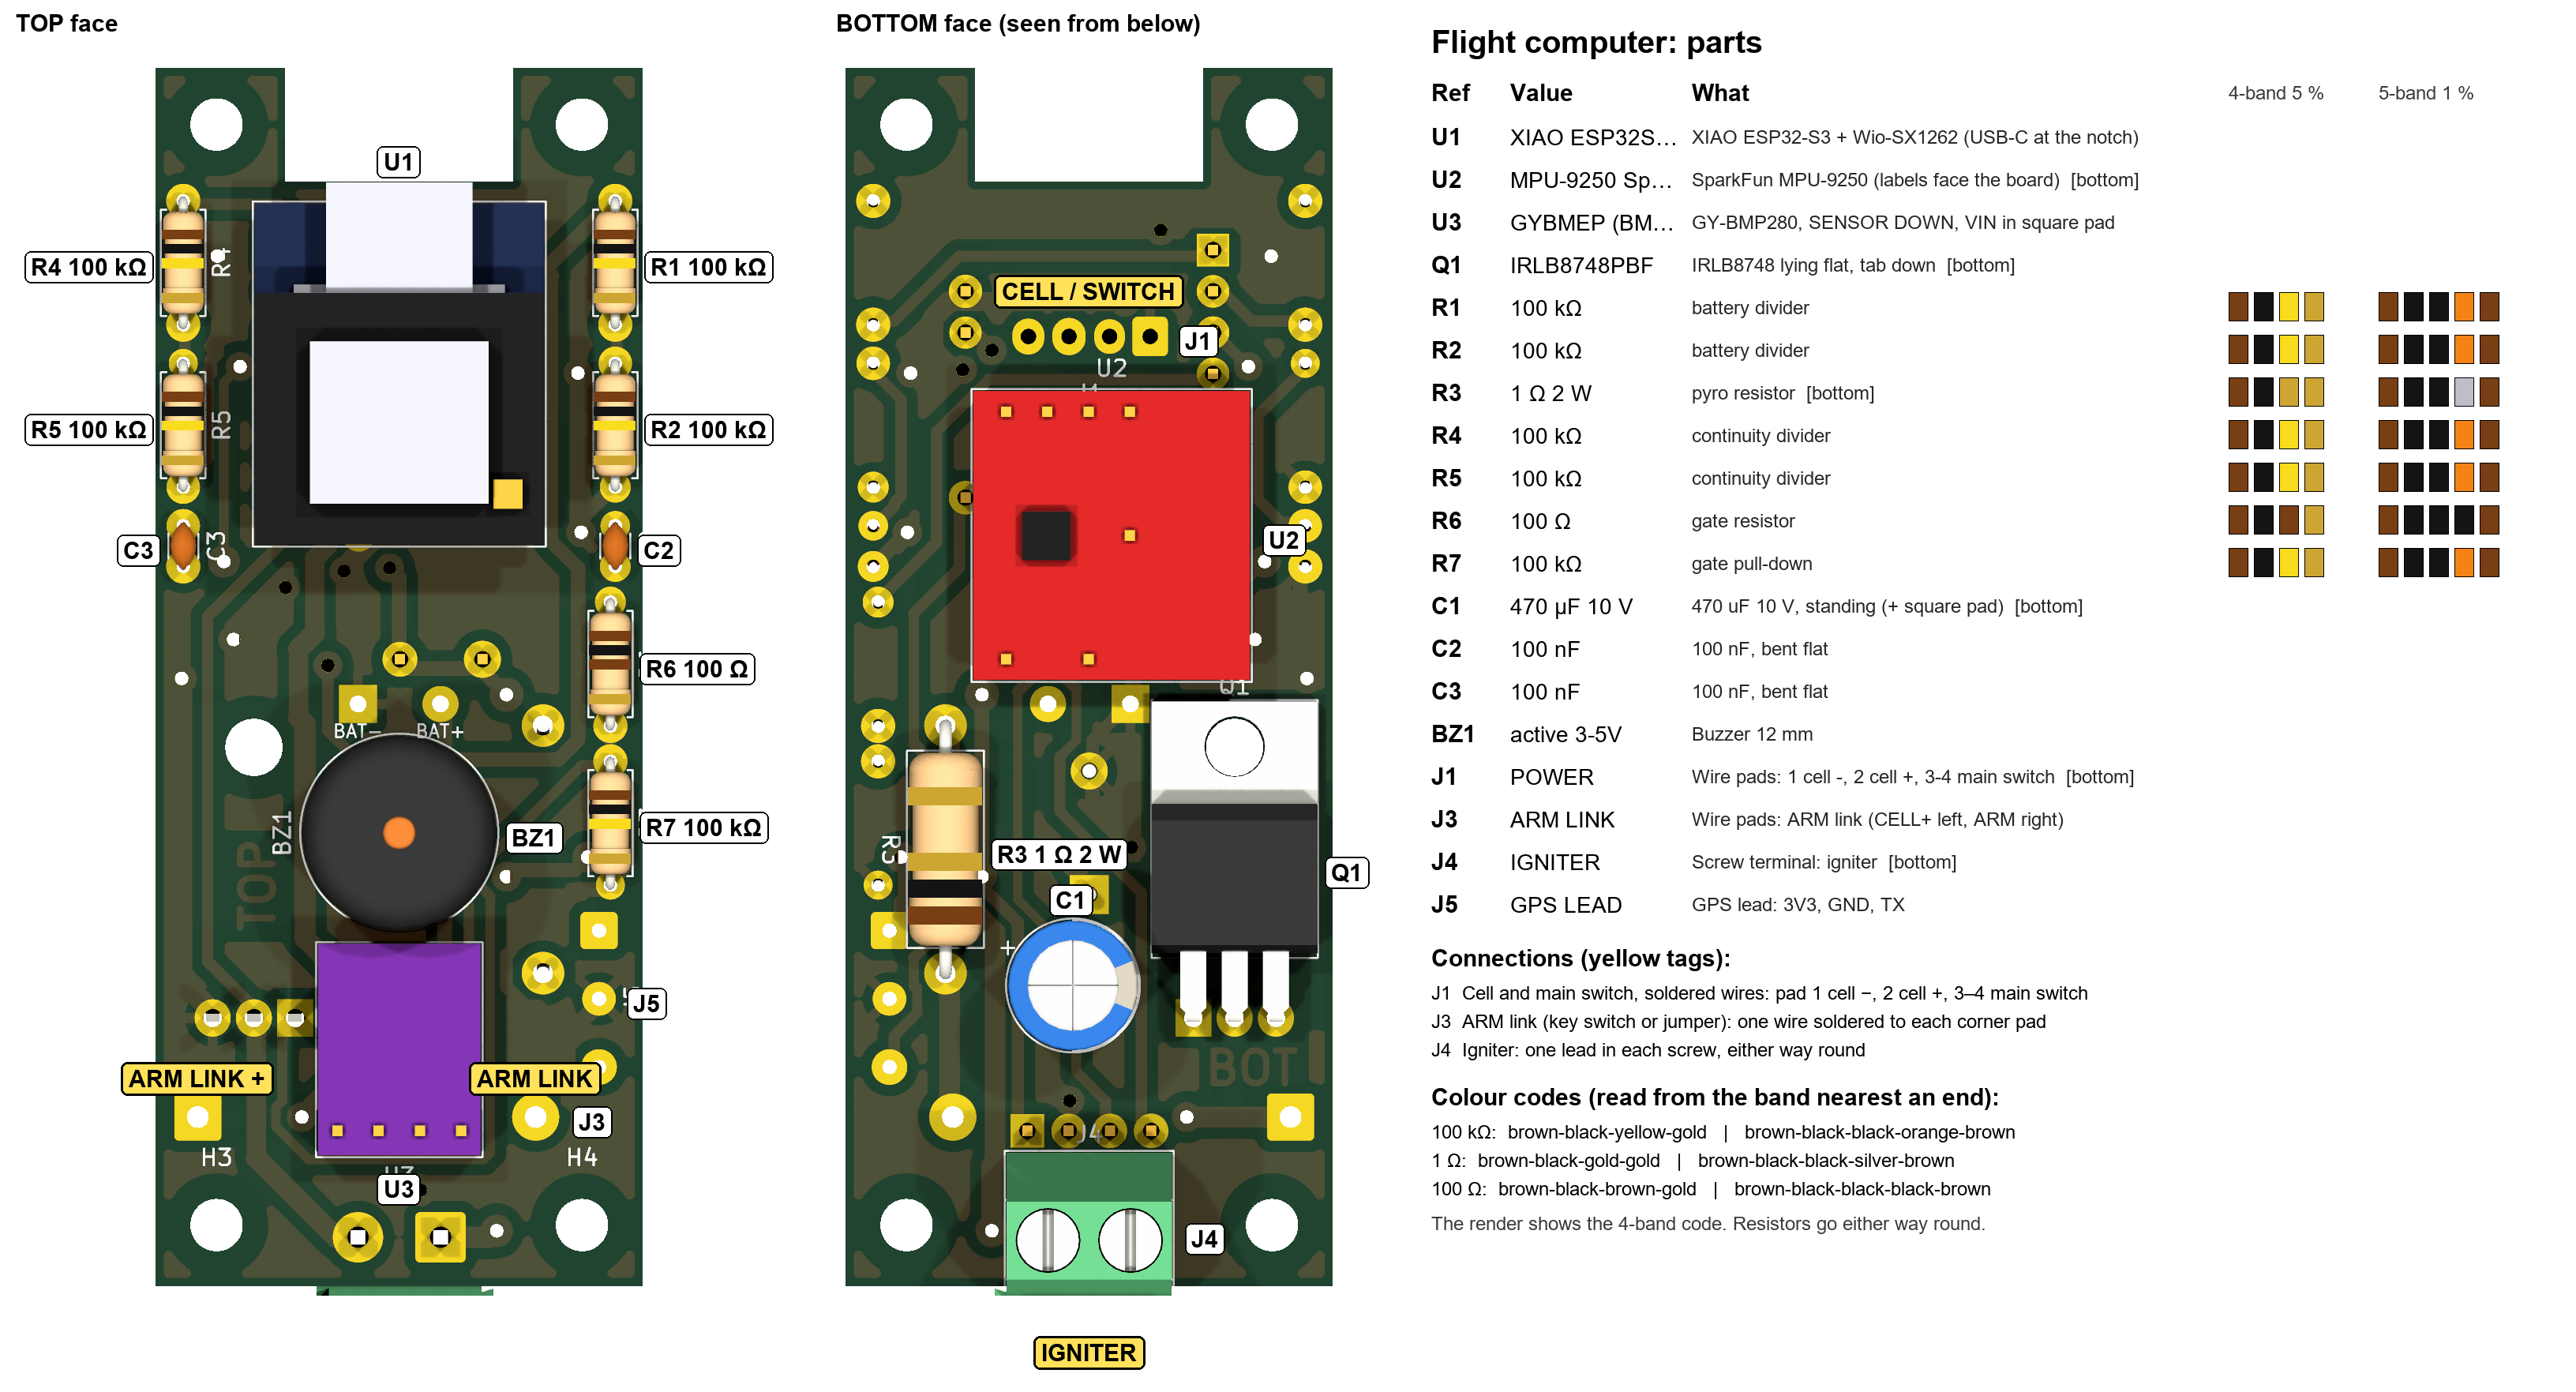 TOP face
BOTTOM face (seen from below)
U1
R4 100 kΩ
R4
R1 100 kΩ
R5 100 kΩ
R5
R2 100 kΩ
C3
C3
C2
R6 100 Ω
BAT-
BAT+
BZ1
TOP
BZ1
R7 100 kΩ
J5
ARM LINK +
ARM LINK
J3
H3
H4
U3
U3
CELL / SWITCH
J1
U2
U2
Q1
R3
R3 1 Ω 2 W
C1
+
Q1
BOT
J4
J4
IGNITER
Flight computer: parts
Ref Value What 4-band 5 % 5-band 1 %
U1 XIAO ESP32S… XIAO ESP32-S3 + Wio-SX1262 (USB-C at the notch)
U2 MPU-9250 Sp… SparkFun MPU-9250 (labels face the board) [bottom]
U3 GYBMEP (BM… GY-BMP280, SENSOR DOWN, VIN in square pad
Q1 IRLB8748PBF IRLB8748 lying flat, tab down [bottom]
R1 100 kΩ battery divider
R2 100 kΩ battery divider
R3 1 Ω 2 W pyro resistor [bottom]
R4 100 kΩ continuity divider
R5 100 kΩ continuity divider
R6 100 Ω gate resistor
R7 100 kΩ gate pull-down
C1 470 µF 10 V 470 uF 10 V, standing (+ square pad) [bottom]
C2 100 nF 100 nF, bent flat
C3 100 nF 100 nF, bent flat
BZ1 active 3-5V Buzzer 12 mm
J1 POWER Wire pads: 1 cell -, 2 cell +, 3-4 main switch [bottom]
J3 ARM LINK Wire pads: ARM link (CELL+ left, ARM right)
J4 IGNITER Screw terminal: igniter [bottom]
J5 GPS LEAD GPS lead: 3V3, GND, TX
Connections (yellow tags):
J1 Cell and main switch, soldered wires: pad 1 cell −, 2 cell +, 3–4 main switch
J3 ARM link (key switch or jumper): one wire soldered to each corner pad
J4 Igniter: one lead in each screw, either way round
Colour codes (read from the band nearest an end):
100 kΩ: brown-black-yellow-gold | brown-black-black-orange-brown
1 Ω: brown-black-gold-gold | brown-black-black-silver-brown
100 Ω: brown-black-brown-gold | brown-black-black-black-brown
The render shows the 4-band code. Resistors go either way round.